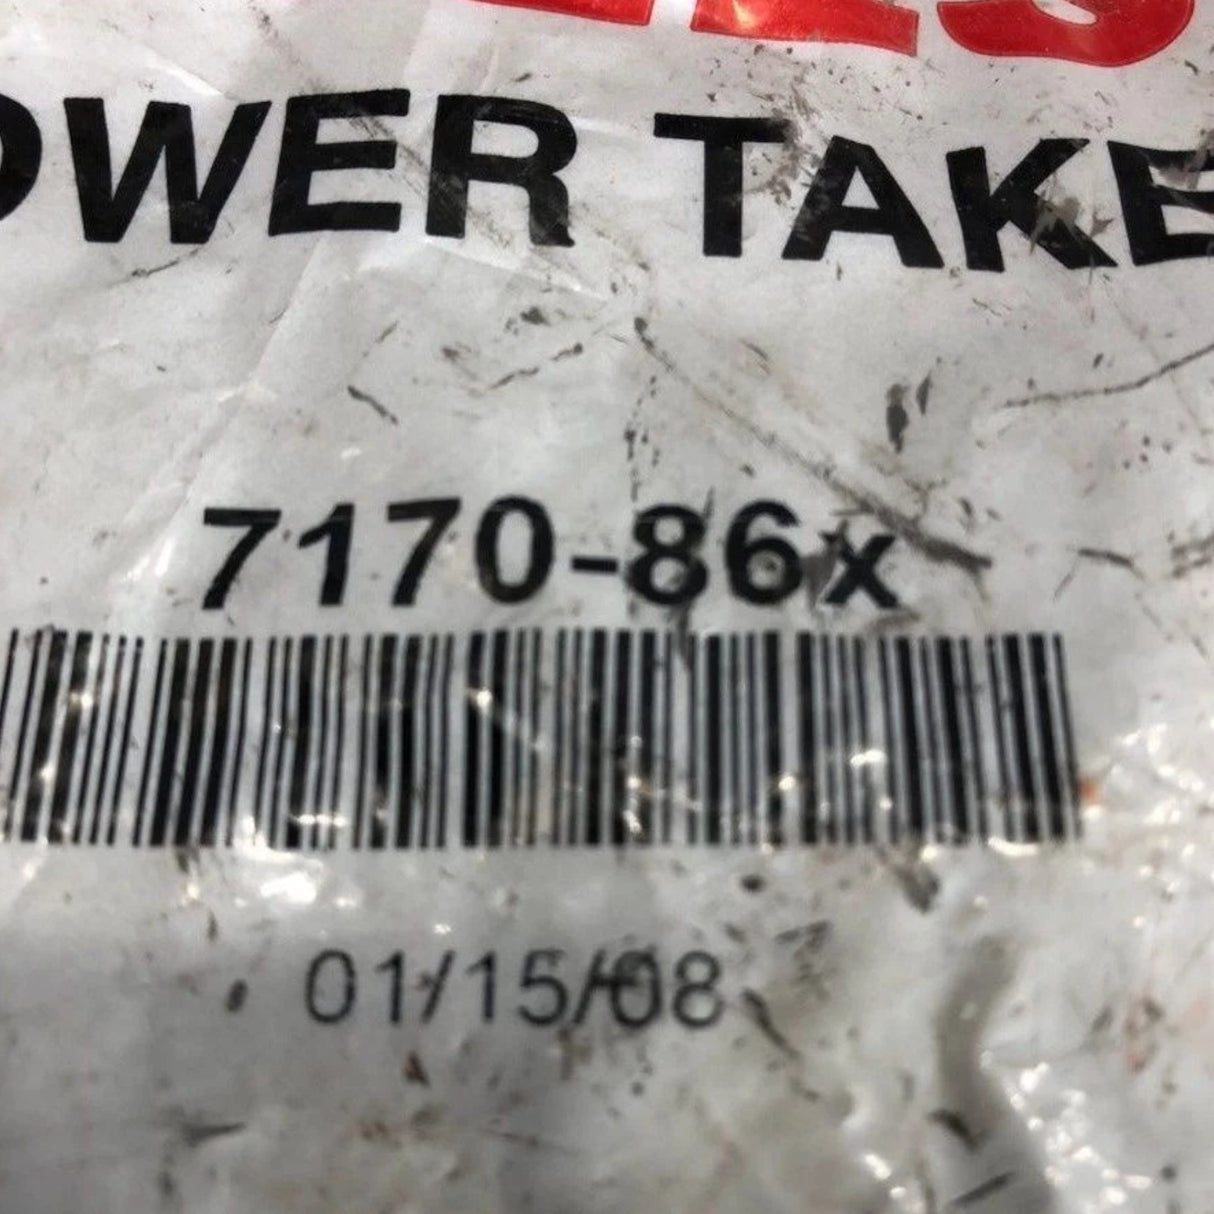 OWER TAKE
7170-86x
01/15/08